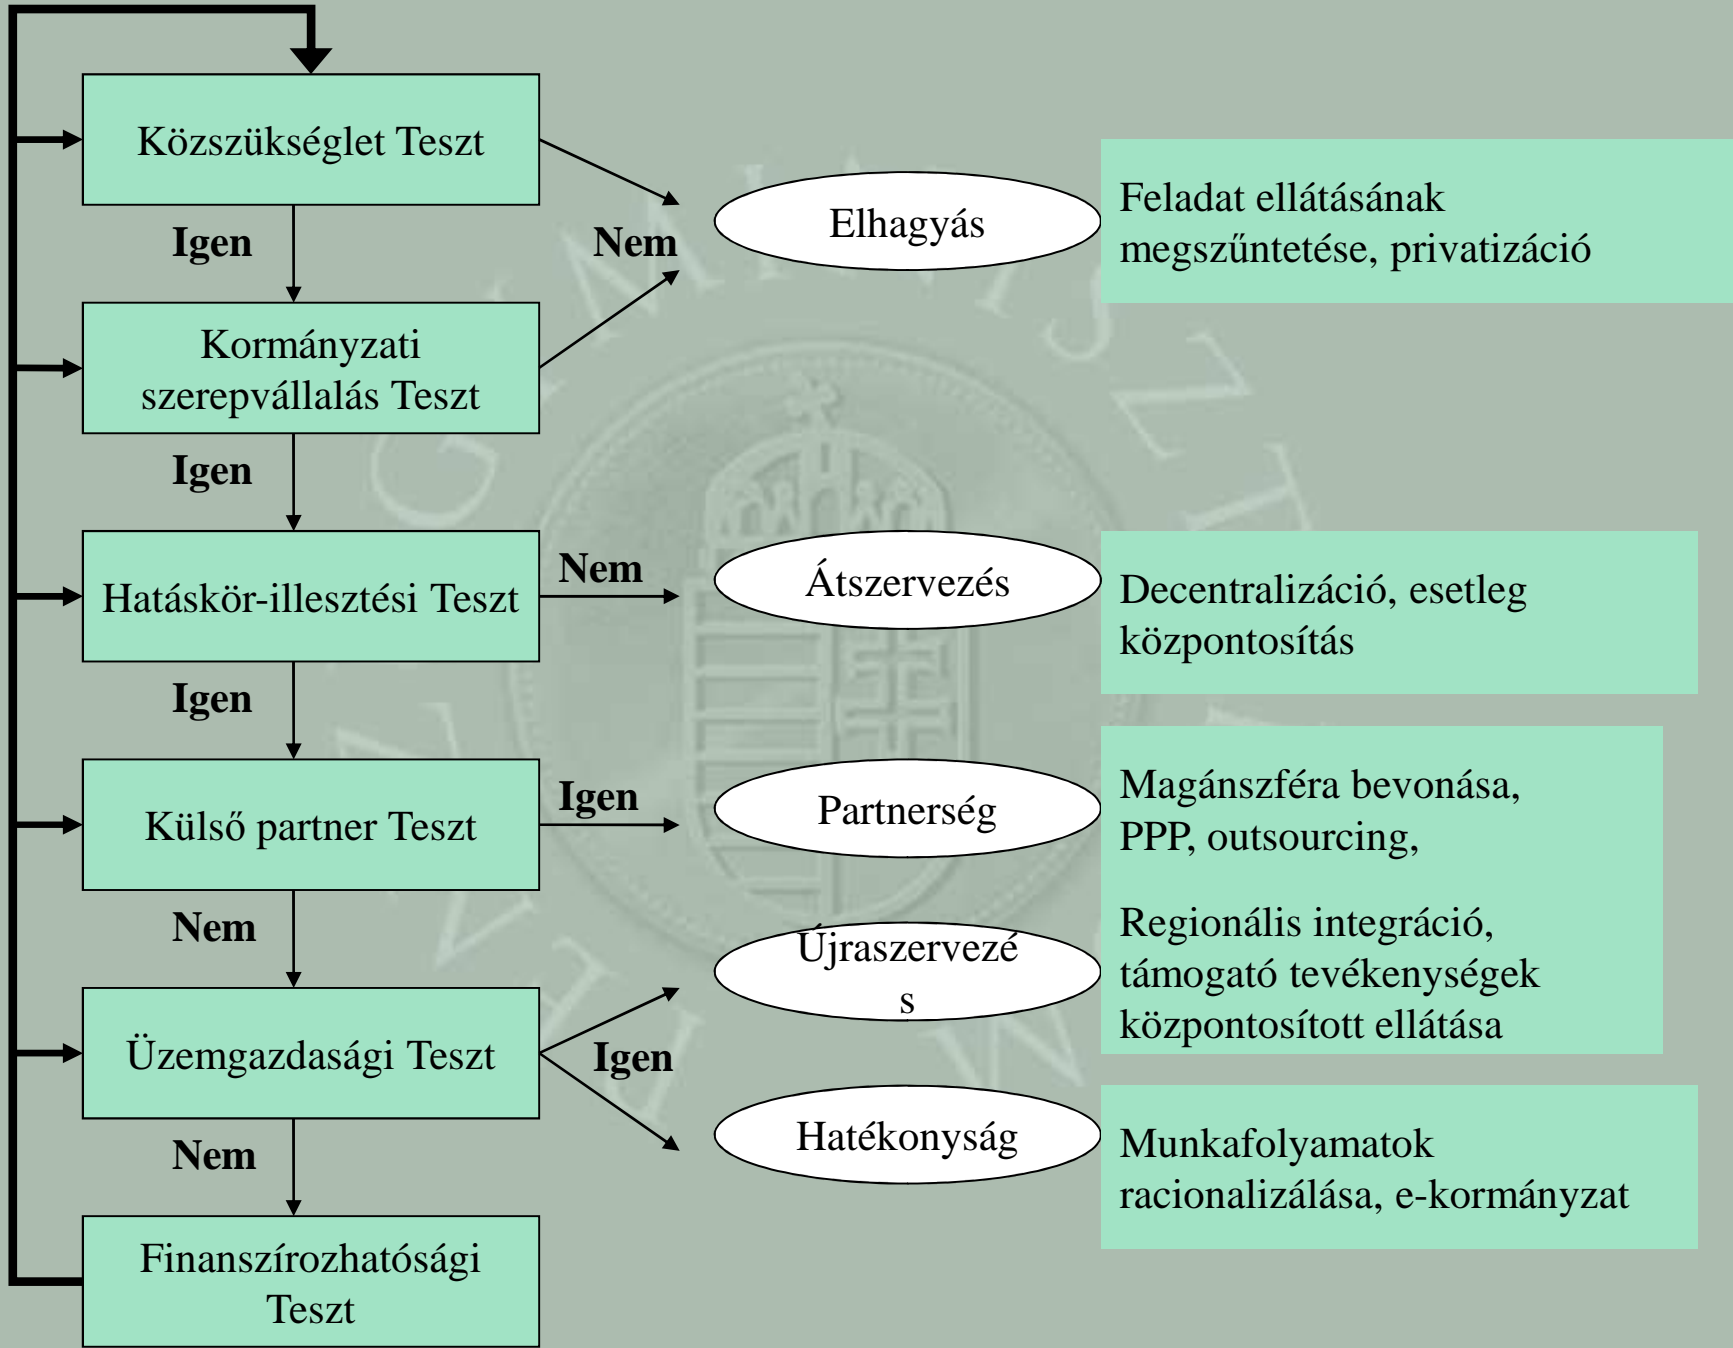 Közszükséglet Teszt
Igen
Nem
Elhagyás
Feladat ellátásának
megszűntetése, privatizáció
Kormányzati
szerepvállalás Teszt
Igen
Hatáskör-illesztési Teszt
Nem
Átszervezés
Decentralizáció, esetleg
központosítás
Igen
Külső partner Teszt
Igen
Partnerség
Magánszféra bevonása,
PPP, outsourcing,
Nem
Újraszervezé
s
Regionális integráció,
támogató tevékenységek
központosított ellátása
Üzemgazdasági Teszt
Igen
Hatékonyság
Munkafolyamatok
racionalizálása, e-kormányzat
Nem
Finanszírozhatósági
Teszt